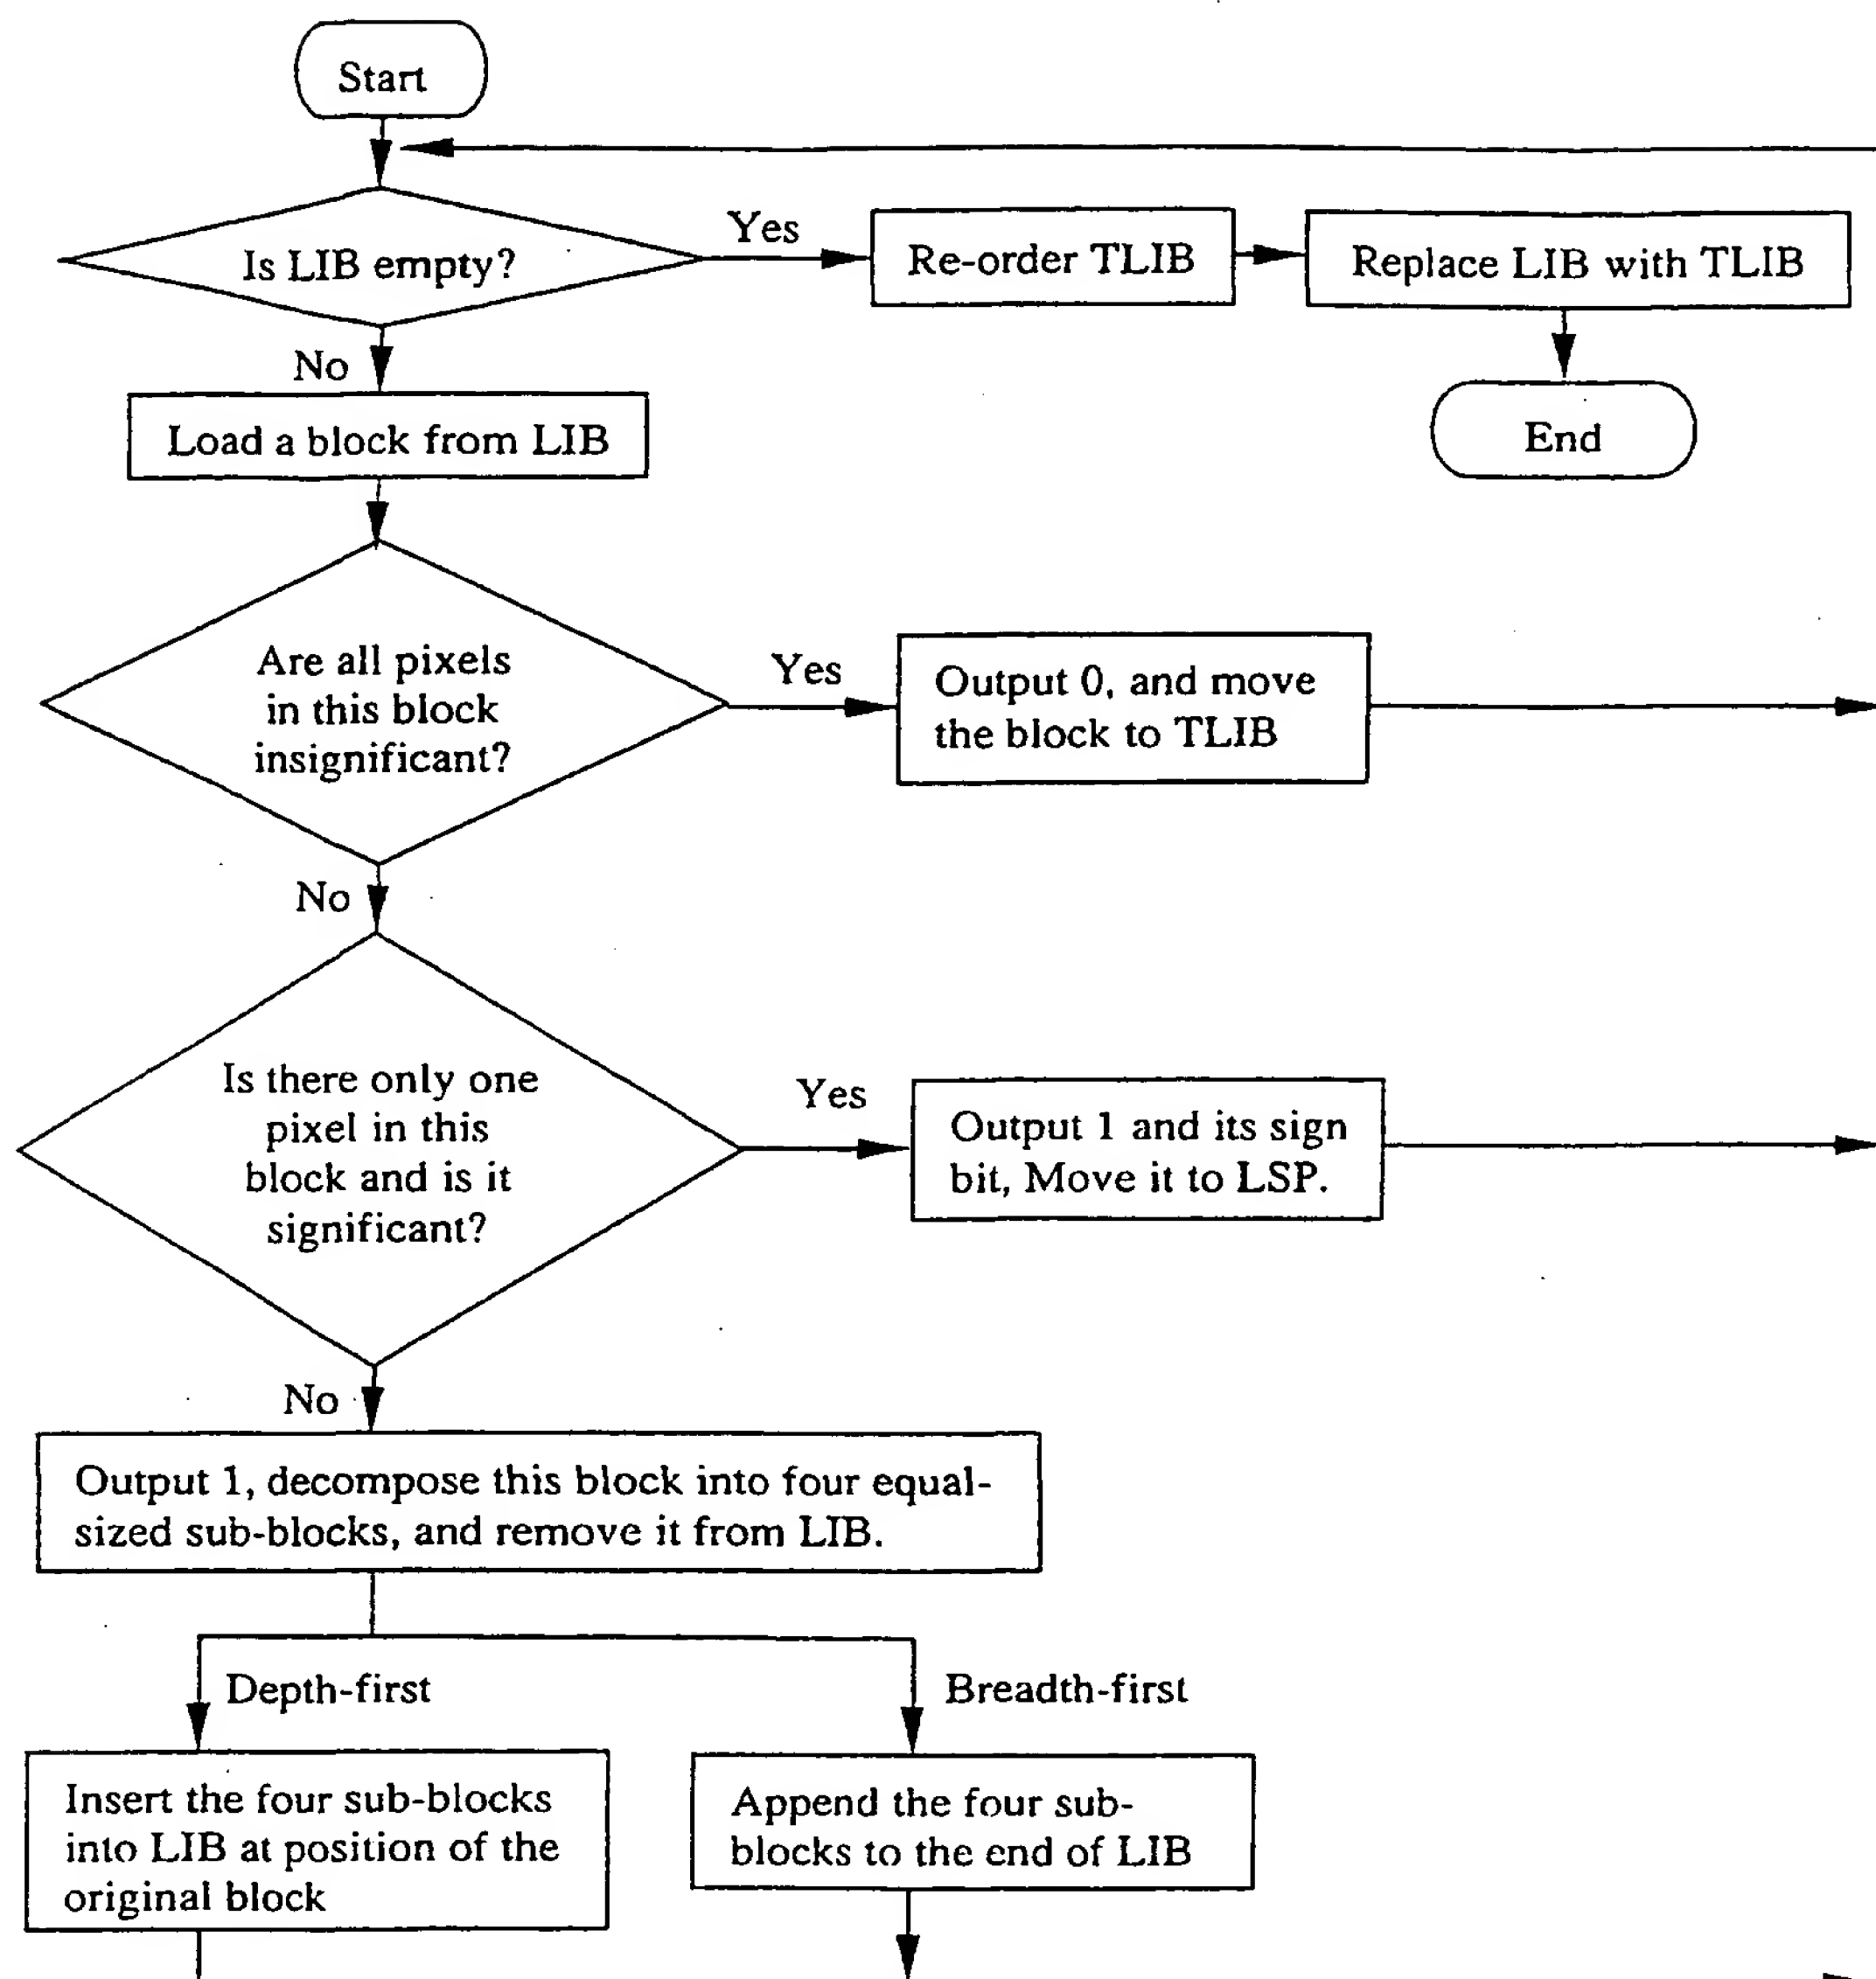 Start
Is LIB empty?
Yes
Re-order TLIB
Replace LIB with TLIB
End
No
Load a block from LIB
Are all pixels
in this block
insignificant?
Yes
Output 0, and move
the block to TLIB
No
Is there only one
pixel in this
block and is it
significant?
Yes
Output 1 and its sign
bit, Move it to LSP.
No
Output 1, decompose this block into four equal-
sized sub-blocks, and remove it from LIB.
Depth-first
Breadth-first
Insert the four sub-blocks
into LIB at position of the
original block
Append the four sub-
blocks to the end of LIB